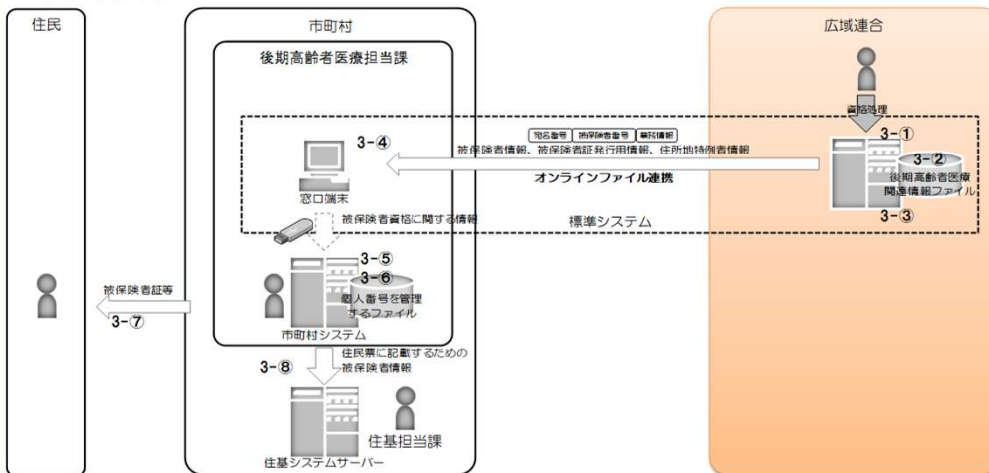 住民
市町村
広域連合
後期高齢者医療担当課
資格処理
宛名番号 被保険者番号 業務情報
3-①
3-④
被保険者情報、被保険者証発行用情報、住所地特例者情報
3-②
オンラインファイル連携
後期高齢者医療
関連情報ファイル
窓口端末
3-③
被保険者資格に関する情報
標準システム
3-⑤
3-⑥
被保険者証等
個人番号を管理
するファイル
3-⑦
市町村システム
住民票に記載するための
被保険者情報
3-⑧
住基担当課
住基システムサーバー